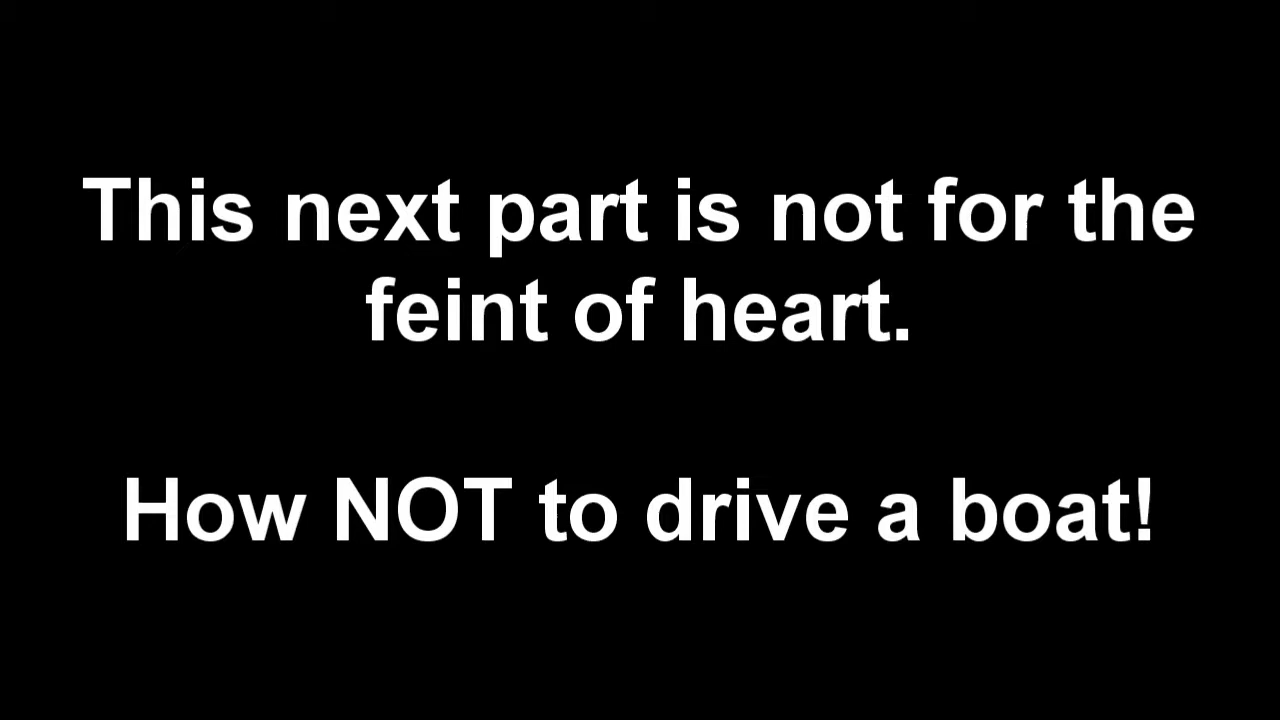 This next part is not for the
feint of heart.
How NOT to drive a boat!